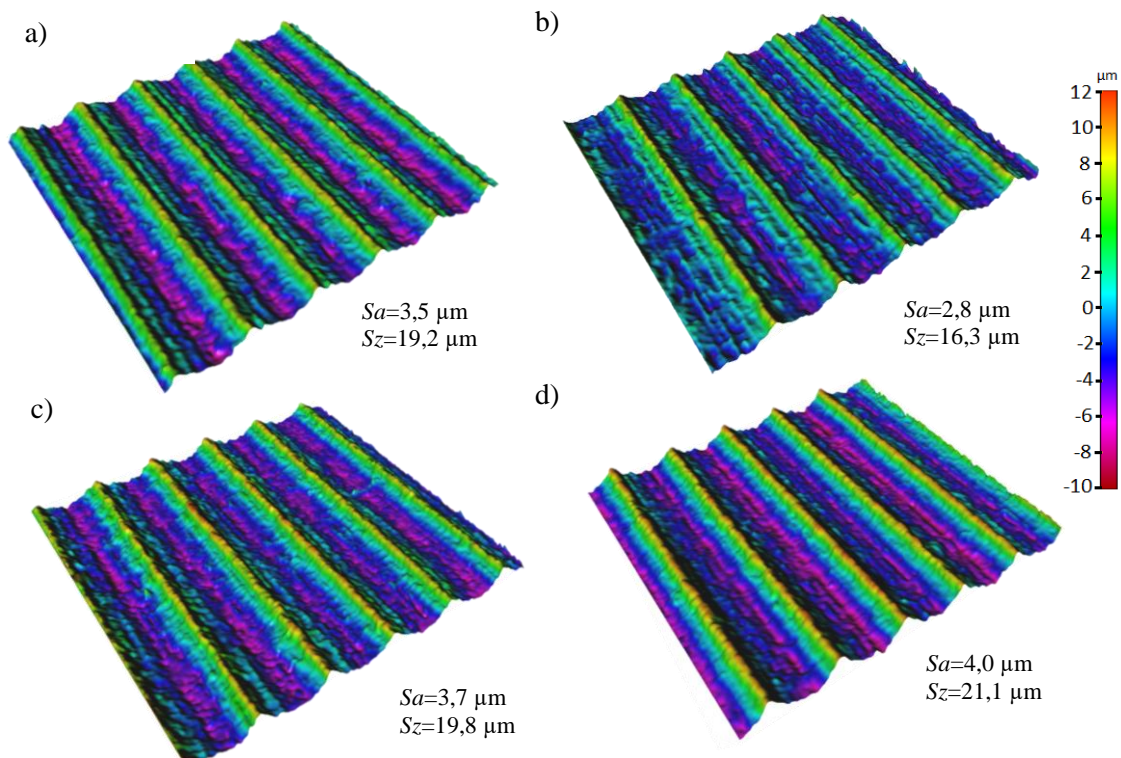 a)
b)
µm
12
10
8
6
4
2
0
-2
-4
-6
-8
-10
Sa=3,5 µm
Sz=19,2 µm
Sa=2,8 µm
Sz=16,3 µm
c)
d)
Sa=3,7 µm
Sz=19,8 µm
Sa=4,0 µm
Sz=21,1 µm